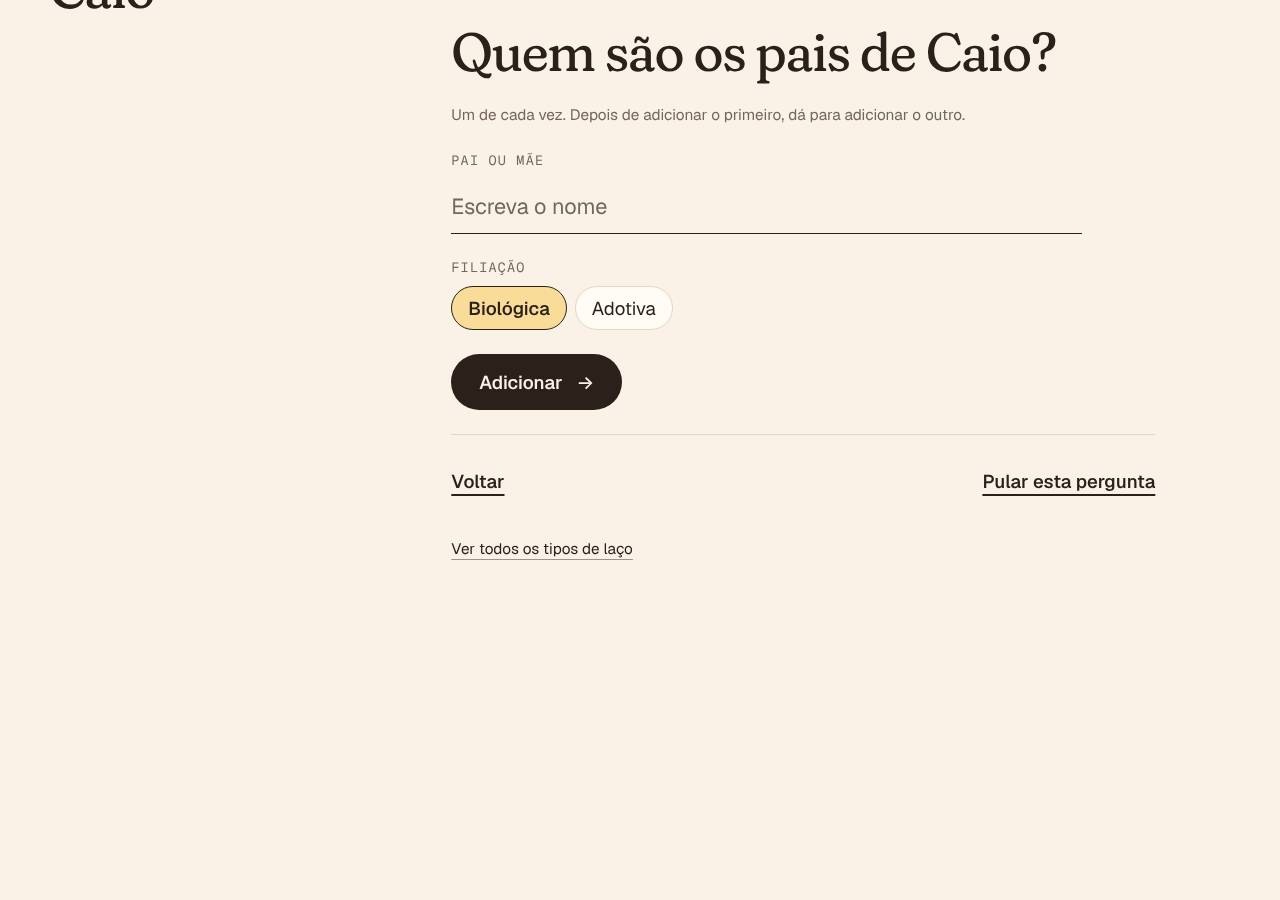 Caio
Quem são os pais de Caio?
Um de cada vez. Depois de adicionar o primeiro, dá para adicionar o outro.
PAI OU MÃE
Escreva o nome
FILIAÇÃO
Biológica Adotiva
Adicionar →
Voltar Pular esta pergunta
Ver todos os tipos de laço